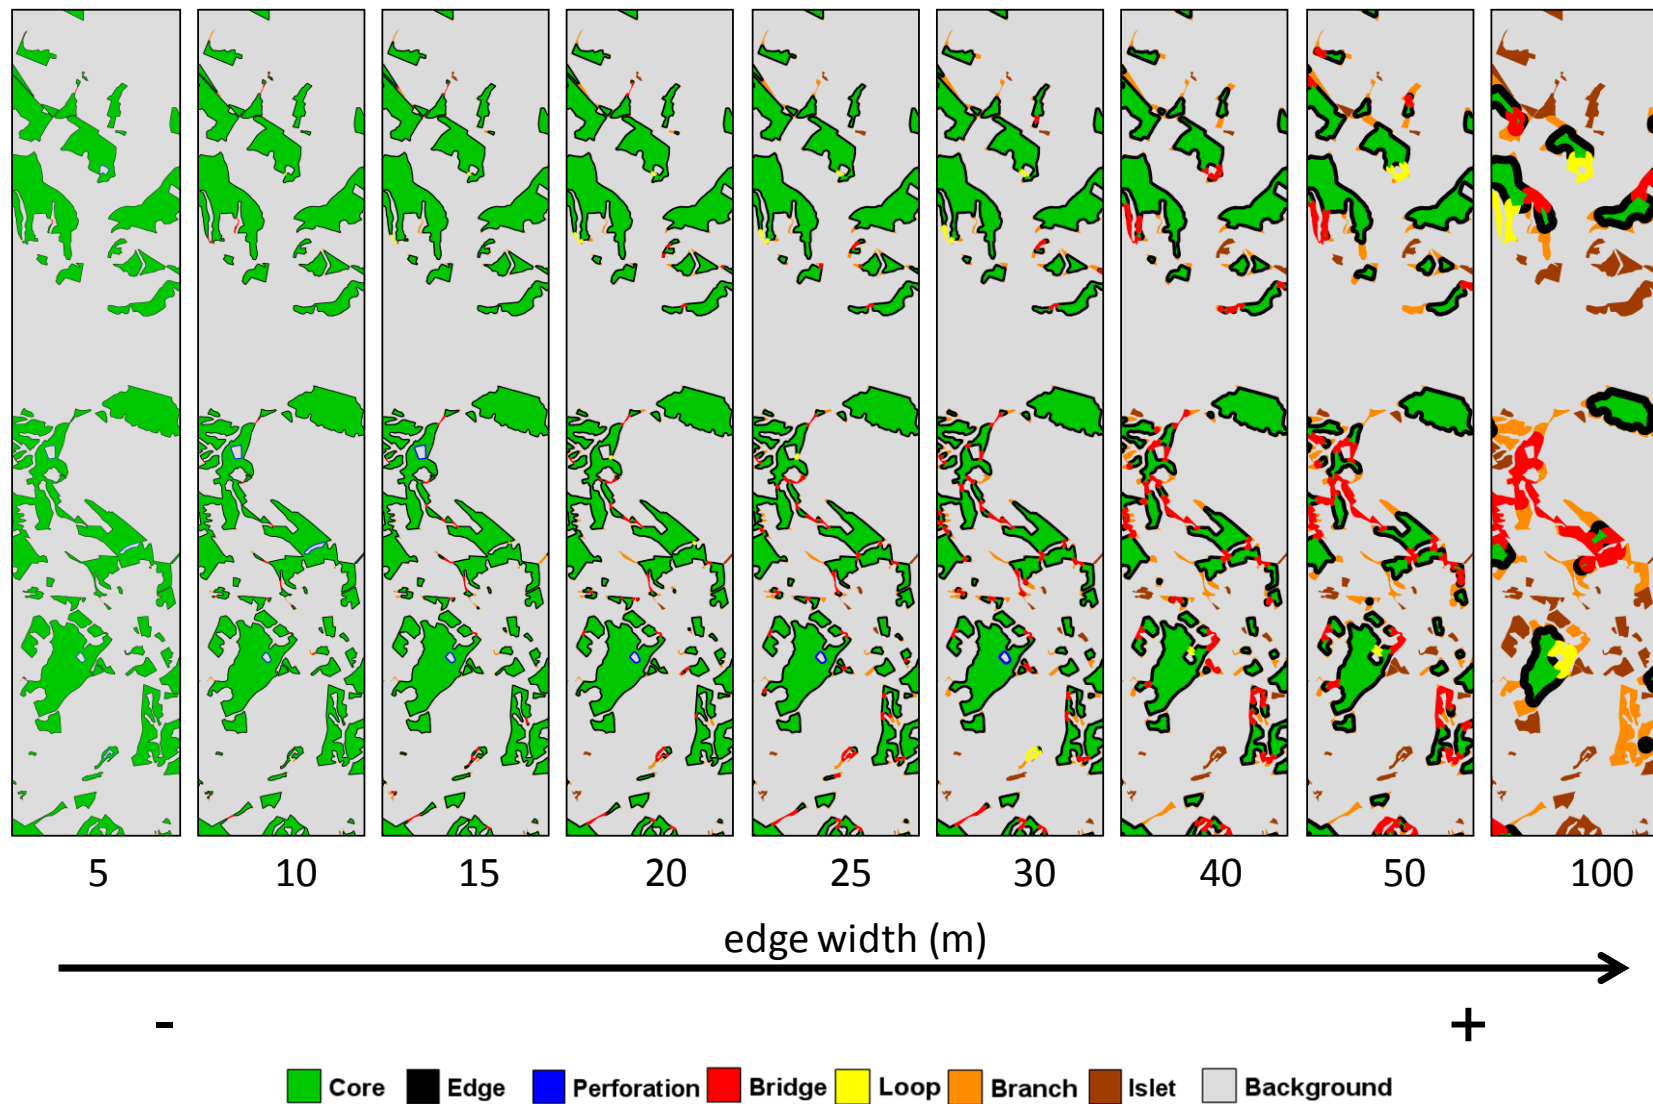 5 10 15 20 25 30 40 50 100
edge width (m)
- +
Core Edge Perforation Bridge Loop Branch Islet Background